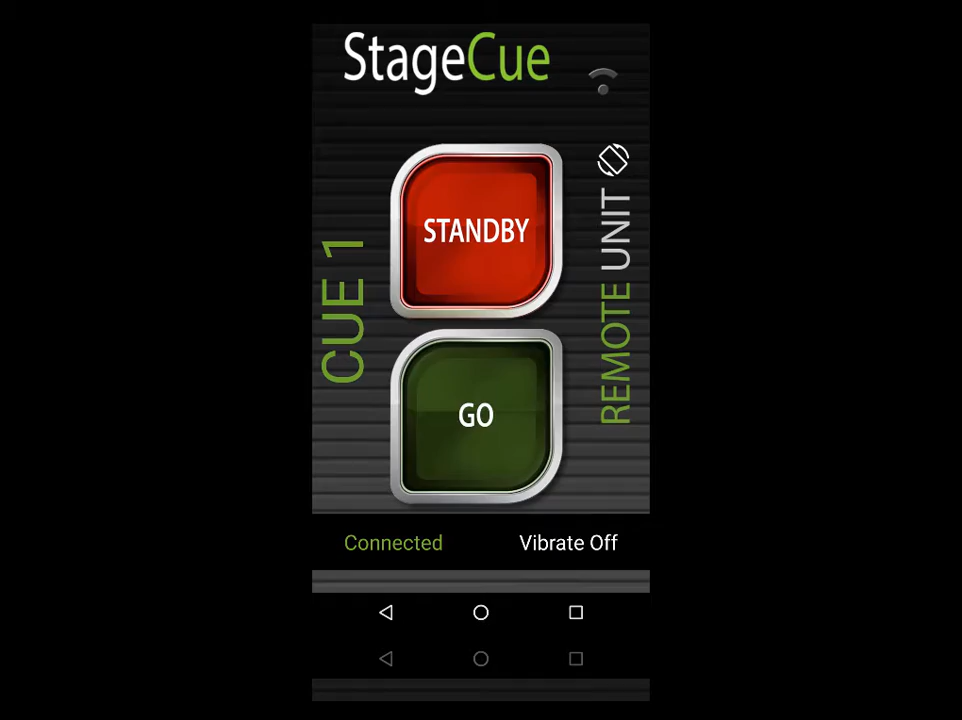 StageCue
STANDBY
CUE 1
REMOTE UNIT
GO
Connected
Vibrate Off